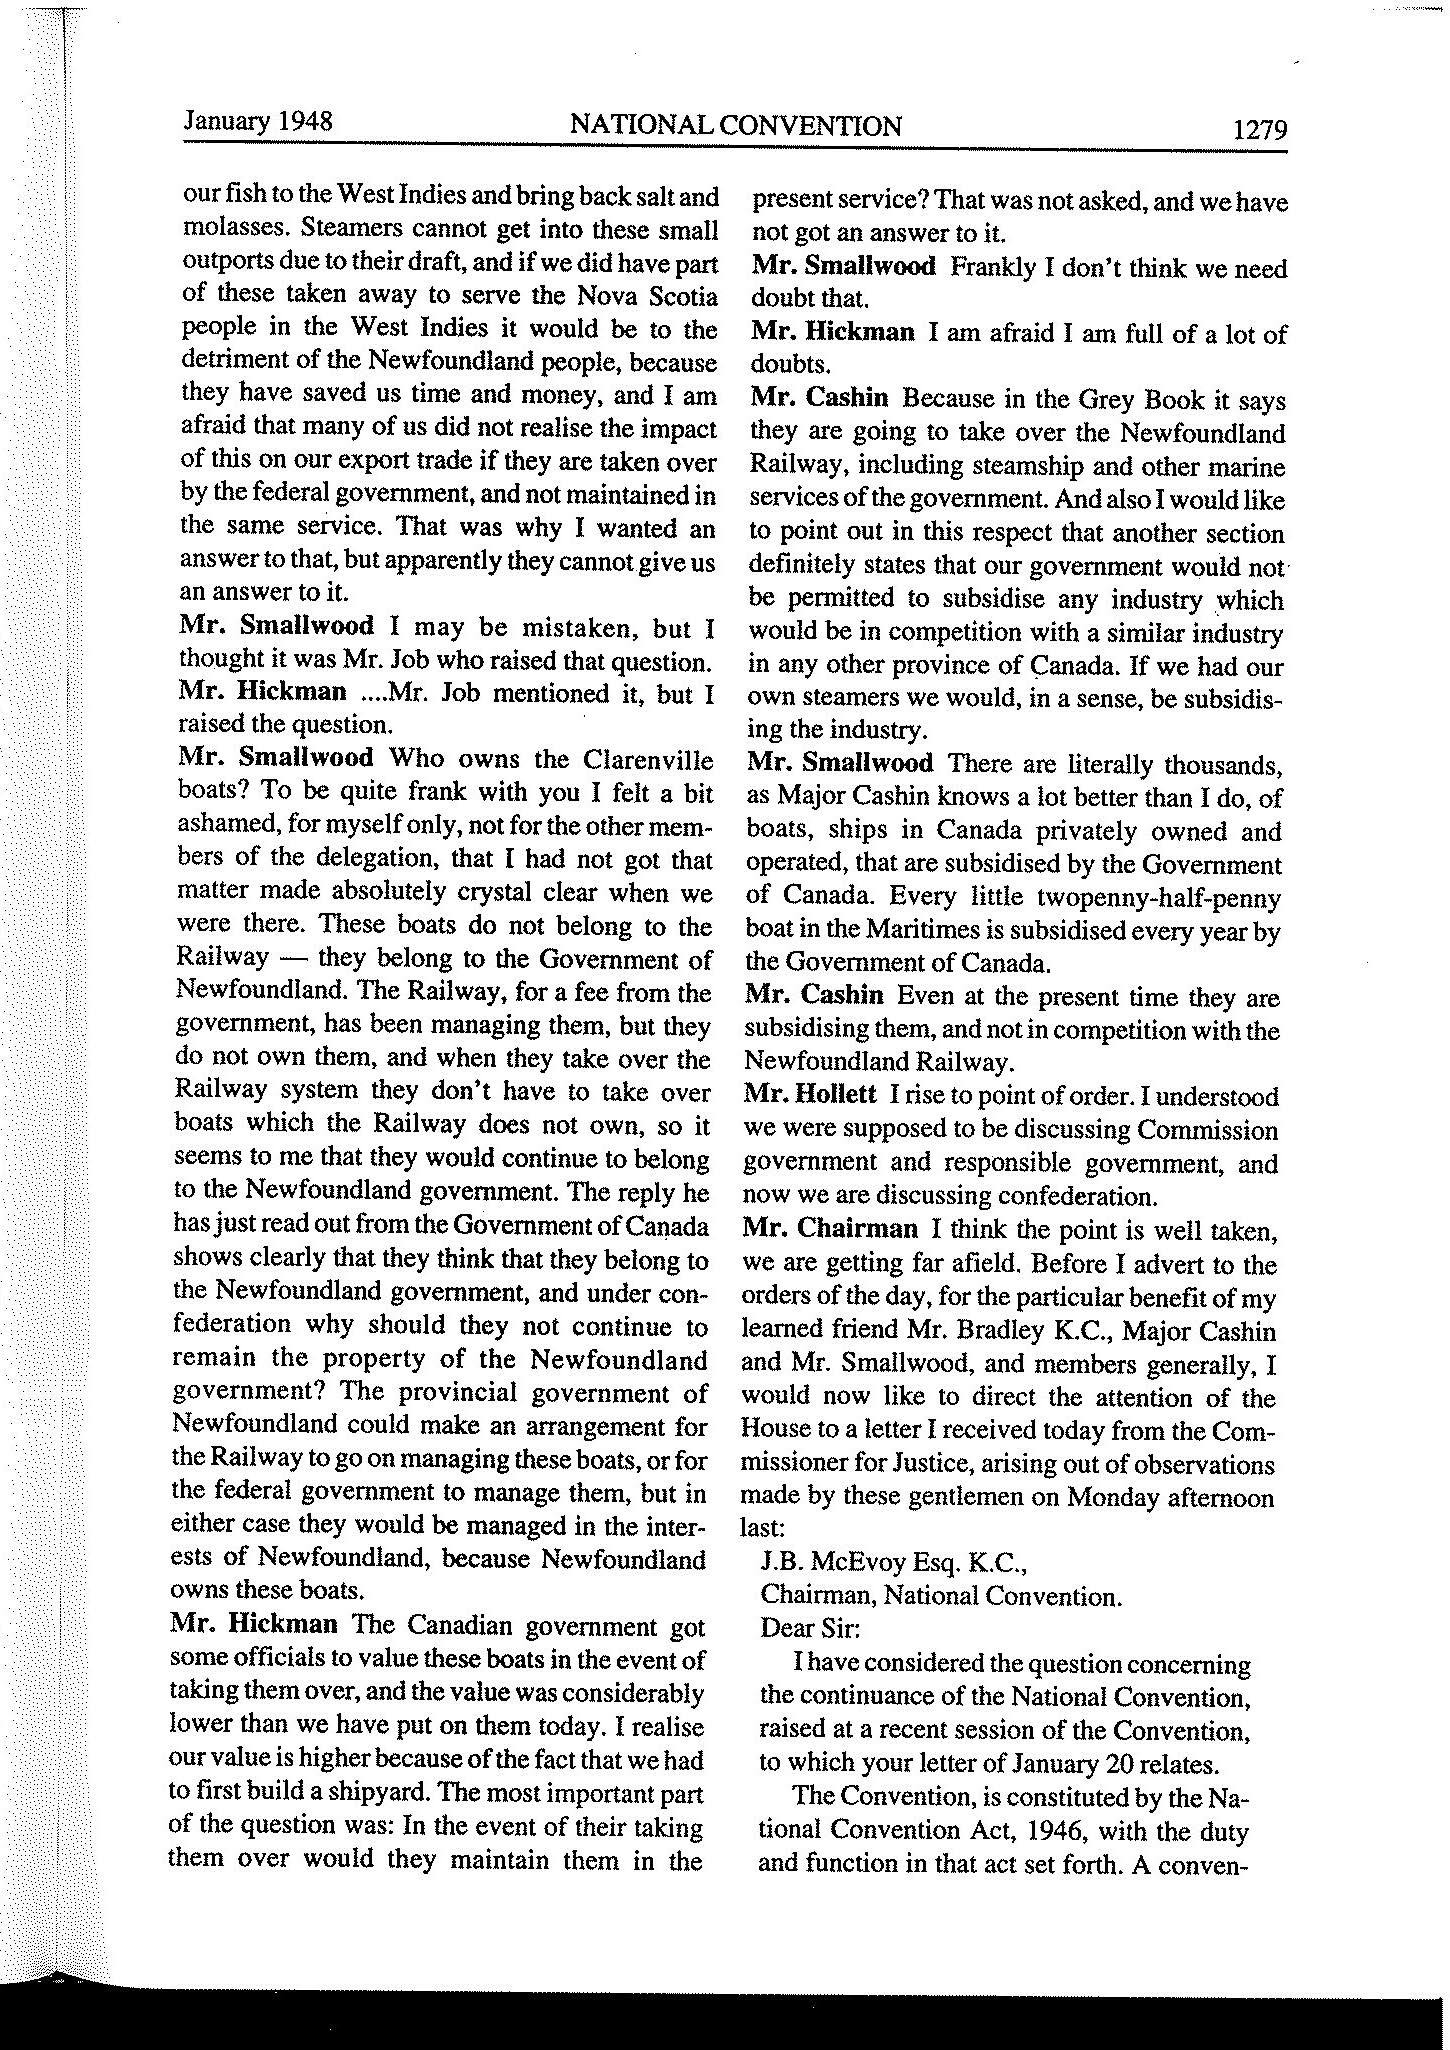 January 1948 NATIONAL CONVENTION 1279
our fish to the West Indies and bring back salt and
molasses. Steamers cannot get into these small
outports due to their draft, and if we did have part
of these taken away to serve the Nova Scotia
people in the West Indies it would be to the
detriment of the Newfoundland people, because
they have saved us time and money, and I am
afraid that many of us did not realise the impact
of this on our export trade if they are taken over
by the federal government, and not maintained in
the same service. That was why I wanted an
answer to that, but apparently they cannot give us
an answer to it.
Mr. Smallwood I may be mistaken, but I
thought it was Mr. Job who raised that question.
Mr. Hickman ....Mr. Job mentioned it, but I
raised the question.
Mr. Smallwood Who owns the Clarenville
boats? To be quite frank with you I felt a bit
ashamed, for myself only, not for the other mem-
bers of the delegation, that I had not got that
matter made absolutely crystal clear when we
were there. These boats do not belong to the
Railway — they belong to the Government of
Newfoundland. The Railway, for a fee from the
government, has been managing them, but they
do not own them, and when they take over the
Railway system they don't have to take over
boats which the Railway does not own, so it
seems to me that they would continue to belong
to the Newfoundland government. The reply he
has just read out from the Government of Canada
shows clearly that they think that they belong to
the Newfoundland government, and under con-
federation why should they not continue to
remain the property of the Newfoundland
government? The provincial government of
Newfoundland could make an arrangement for
the Railway to go on managing these boats, or for
the federal government to manage them, but in
either case they would be managed in the inter-
ests of Newfoundland, because Newfoundland
owns these boats.
Mr. Hickman The Canadian government got
some officials to value these boats in the event of
taking them over, and the value was considerably
lower than we have put on them today. I realise
our value is higher because of the fact that we had
to first build a shipyard. The most important part
of the question was: In the event of their taking
them over would they maintain them in the
present service? That was not asked, and we have
not got an answer to it.
Mr. Smallwood Frankly I don't think we need
doubt that.
Mr. Hickman I am afraid I am full of a lot of
doubts.
Mr. Cashin Because in the Grey Book it says
they are going to take over the Newfoundland
Railway, including steamship and other marine
services of the government. And also I would like
to point out in this respect that another section
definitely states that our government would not
be permitted to subsidise any industry which
would be in competition with a similar industry
in any other province of Canada. If we had our
own steamers we would, in a sense, be subsidis-
ing the industry.
Mr. Smallwood There are literally thousands,
as Major Cashin knows a lot better than I do, of
boats, ships in Canada privately owned and
operated, that are subsidised by the Government
of Canada. Every little twopenny-half-penny
boat in the Maritimes is subsidised every year by
the Government of Canada.
Mr. Cashin Even at the present time they are
subsidising them, and not in competition with the
Newfoundland Railway.
Mr. Hollett I rise to point of order. I understood
we were supposed to be discussing Commission
government and responsible government, and
now we are discussing confederation.
Mr. Chairman I think the point is well taken,
we are getting far afield. Before I advert to the
orders of the day, for the particular benefit of my
learned friend Mr. Bradley K.C., Major Cashin
and Mr. Smallwood, and members generally, I
would now like to direct the attention of the
House to a letter I received today from the Com-
missioner for Justice, arising out of observations
made by these gentlemen on Monday afternoon
last:
J.B. McEvoy Esq. K.C.,
Chairman, National Convention.
Dear Sir:
I have considered the question concerning
the continuance of the National Convention,
raised at a recent session of the Convention,
to which your letter of January 20 relates.
The Convention, is constituted by the Na-
tional Convention Act, 1946, with the duty
and function in that act set forth. A conven-